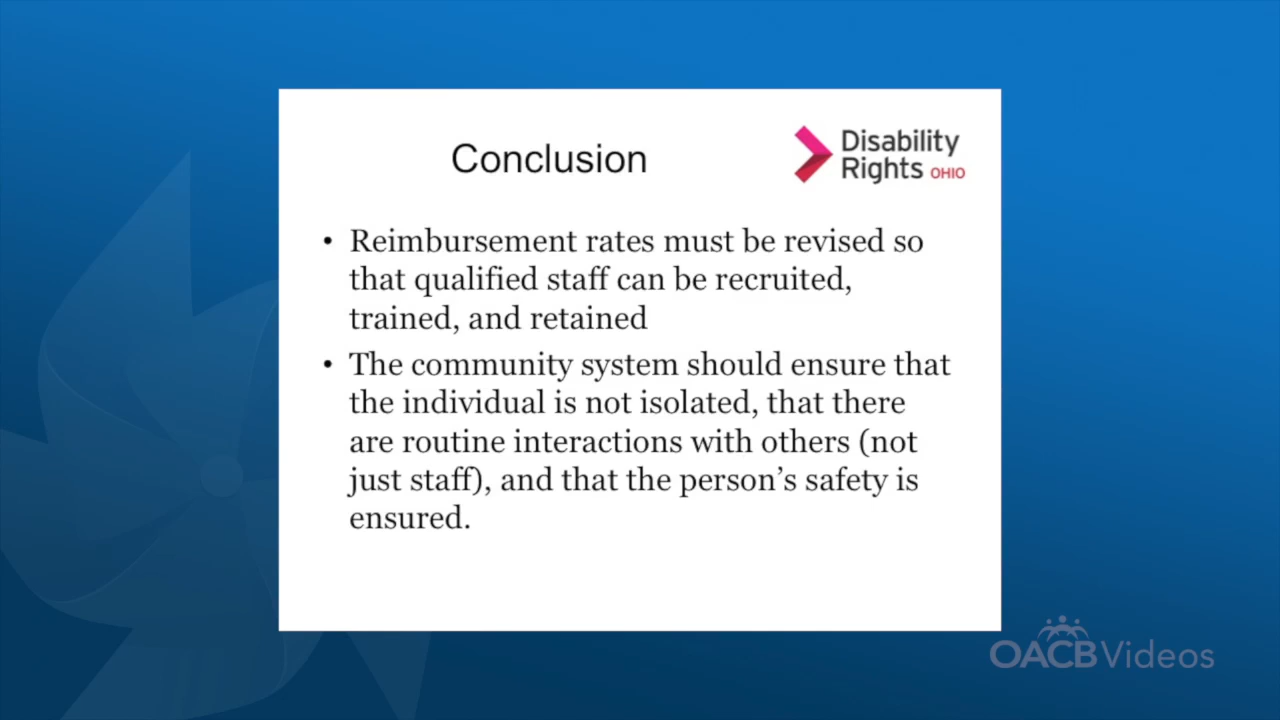 Conclusion
Disability
Rights OHIO
• Reimbursement rates must be revised so
that qualified staff can be recruited,
trained, and retained
• The community system should ensure that
the individual is not isolated, that there
are routine interactions with others (not
just staff), and that the person’s safety is
ensured.
OACBVideos